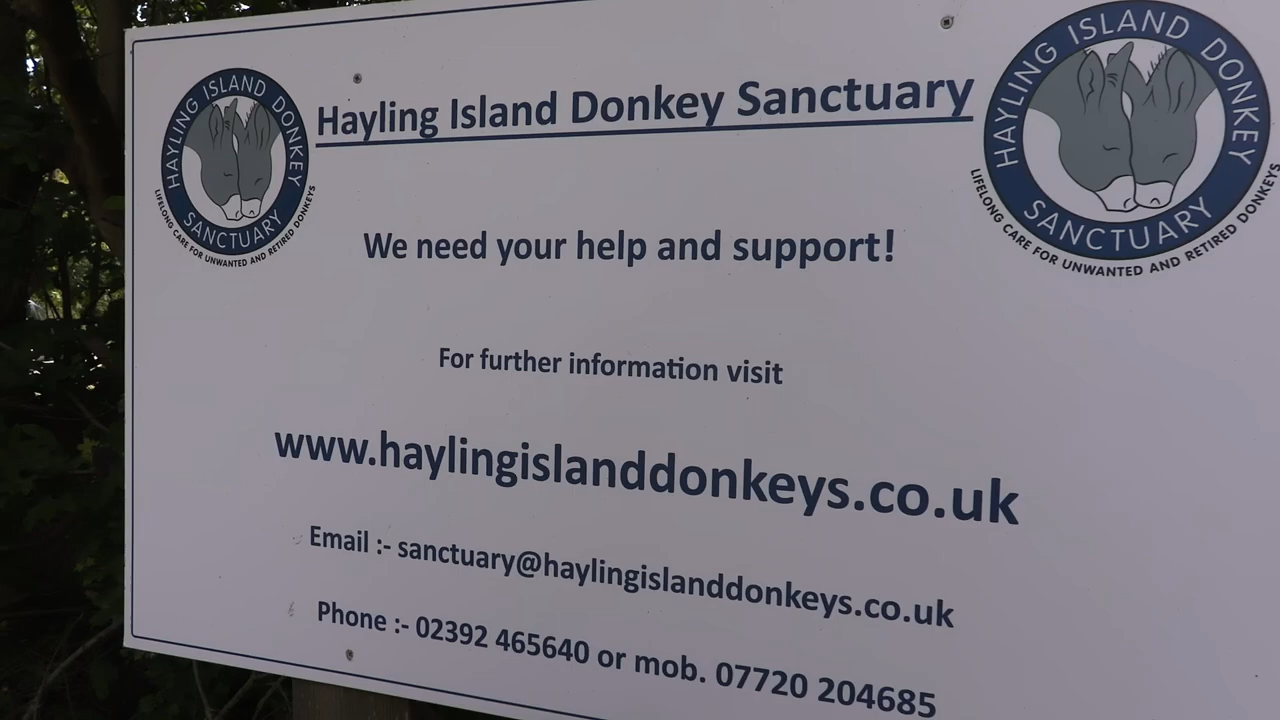 HAYLING ISLAND DONKEY
SANCTUARY
LIFELONG CARE FOR UNWANTED AND RETIRED DONKEYS
Hayling Island Donkey Sanctuary
HAYLING ISLAND DONKEY
SANCTUARY
LIFELONG CARE FOR UNWANTED AND RETIRED DONKEYS
We need your help and support!
For further information visit
www.haylingislanddonkeys.co.uk
Email :- sanctuary@haylingislanddonkeys.co.uk
Phone :- 02392 465640 or mob. 07720 204685